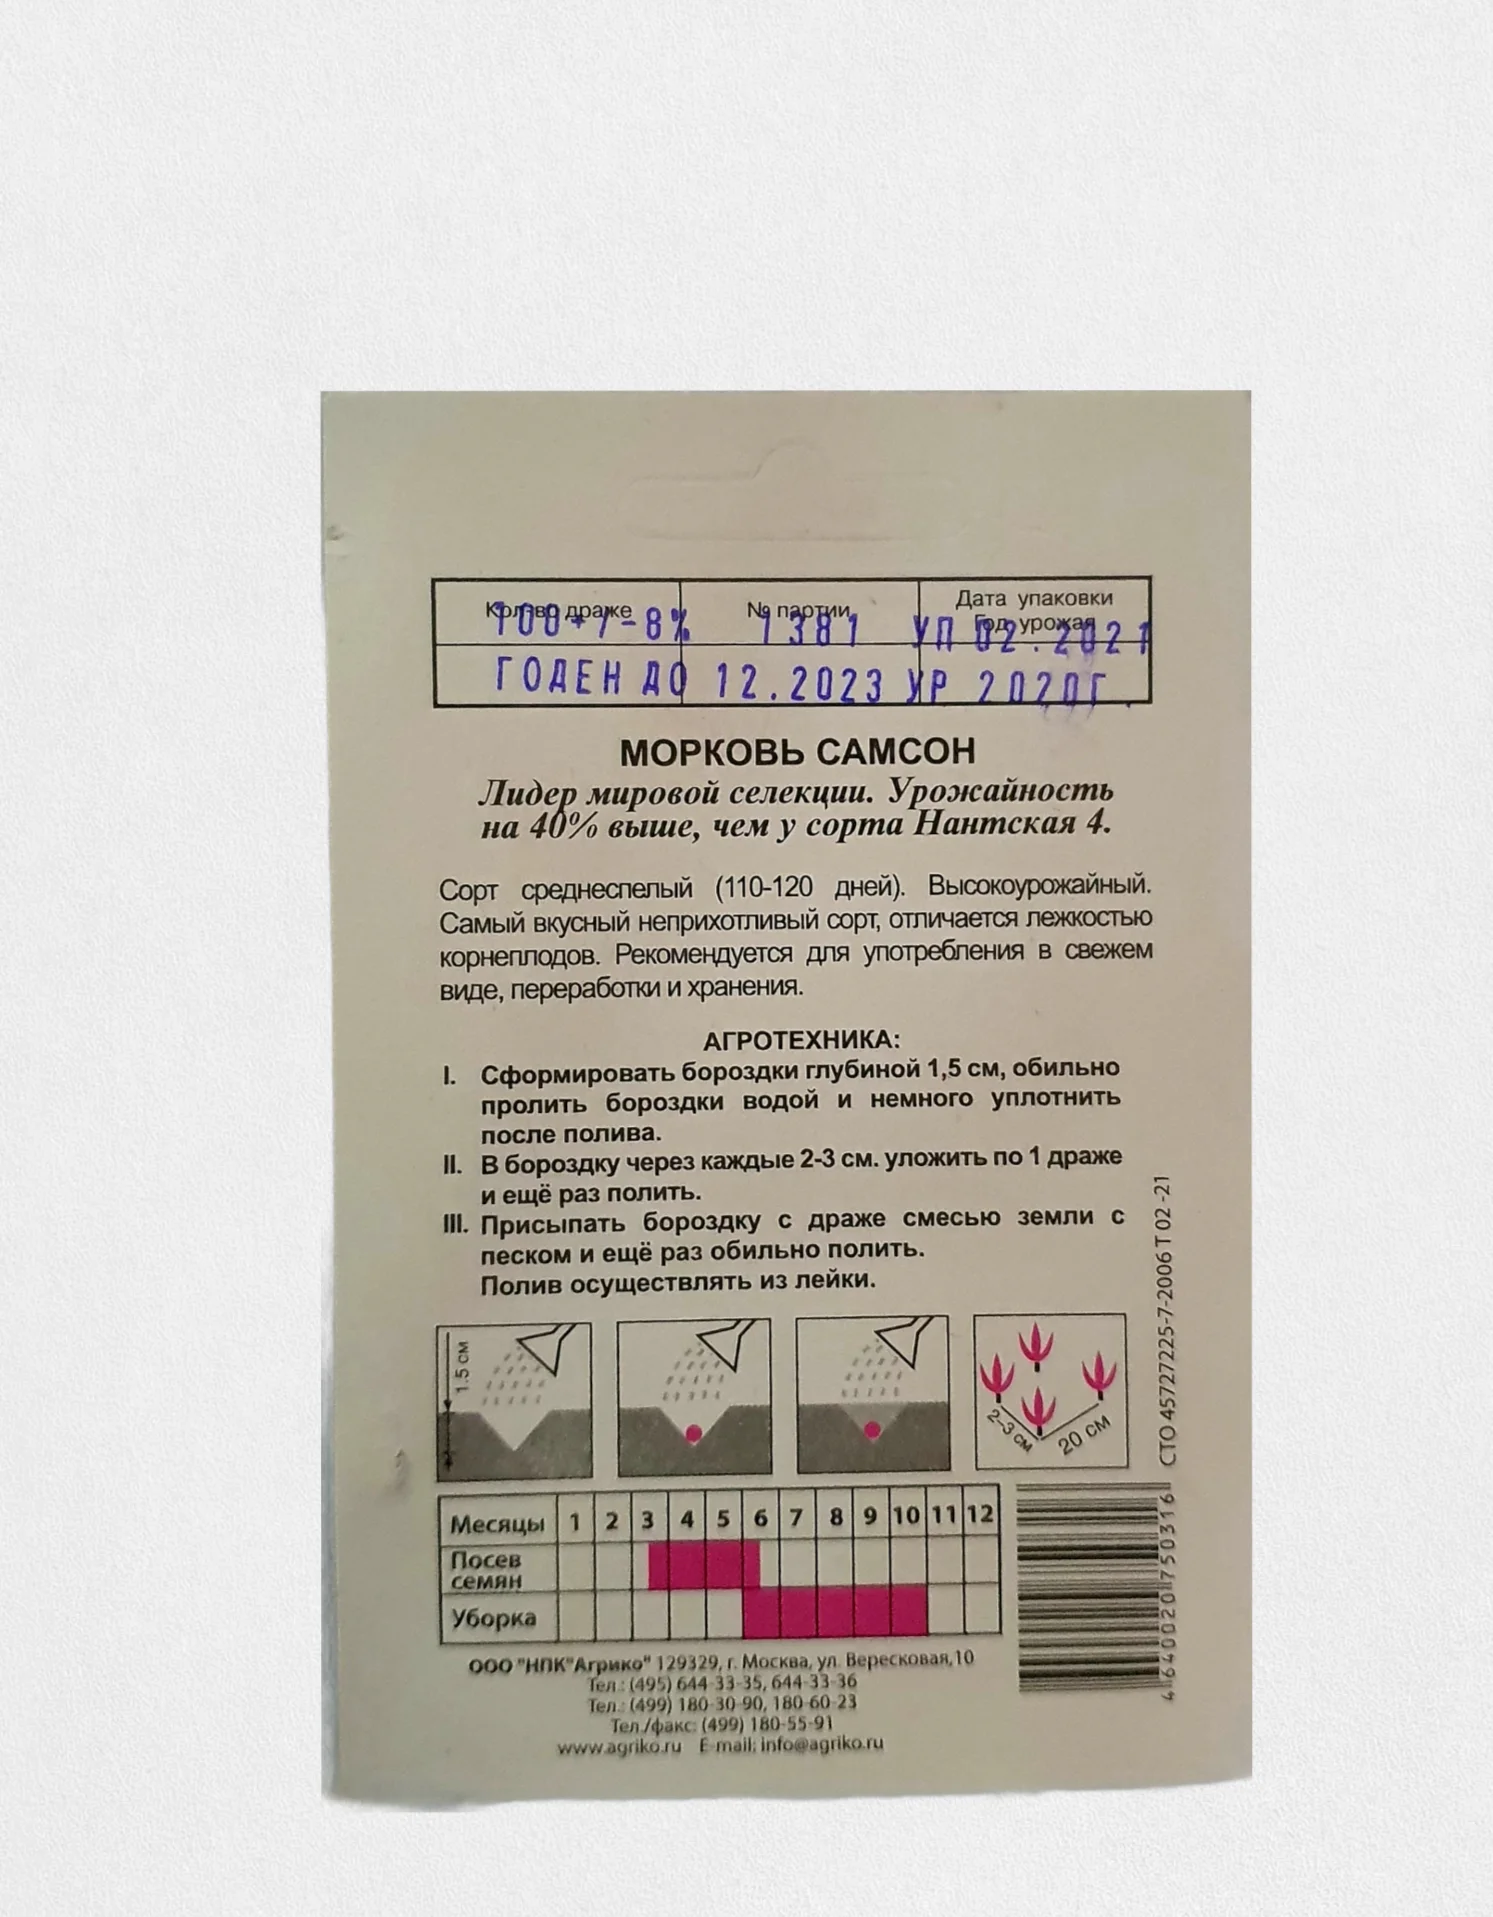 Кол-во драже № партии Дата упаковки
Год урожая
100+/-8% 1381 УП 02.2021
ГОДЕН ДО 12.2023 УР 2020Г.
МОРКОВЬ САМСОН
Лидер мировой селекции. Урожайность
на 40% выше, чем у сорта Нантская 4.
Сорт среднеспелый (110-120 дней). Высокоурожайный.
Самый вкусный неприхотливый сорт, отличается лежкостью
корнеплодов. Рекомендуется для употребления в свежем
виде, переработки и хранения.
АГРОТЕХНИКА:
I. Сформировать бороздки глубиной 1,5 см, обильно
пролить бороздки водой и немного уплотнить
после полива.
II. В бороздку через каждые 2-3 см. уложить по 1 драже
и ещё раз полить.
III. Присыпать бороздку с драже смесью земли с
песком и ещё раз обильно полить.
Полив осуществлять из лейки.
1.5 см
2-3 см 20 см
СТО 45727225-7-2006 Т 02 -21
Месяцы 1 2 3 4 5 6 7 8 9 10 11 12
Посев
семян
Уборка
4 640020 750316
ООО "НПК"Агрико" 129329, г. Москва, ул. Вересковая,10
Тел.: (495) 644-33-35, 644-33-36
Тел.: (499) 180-30-90, 180-60-23
Тел./факс: (499) 180-55-91
www.agriko.ru E-mail: info@agriko.ru